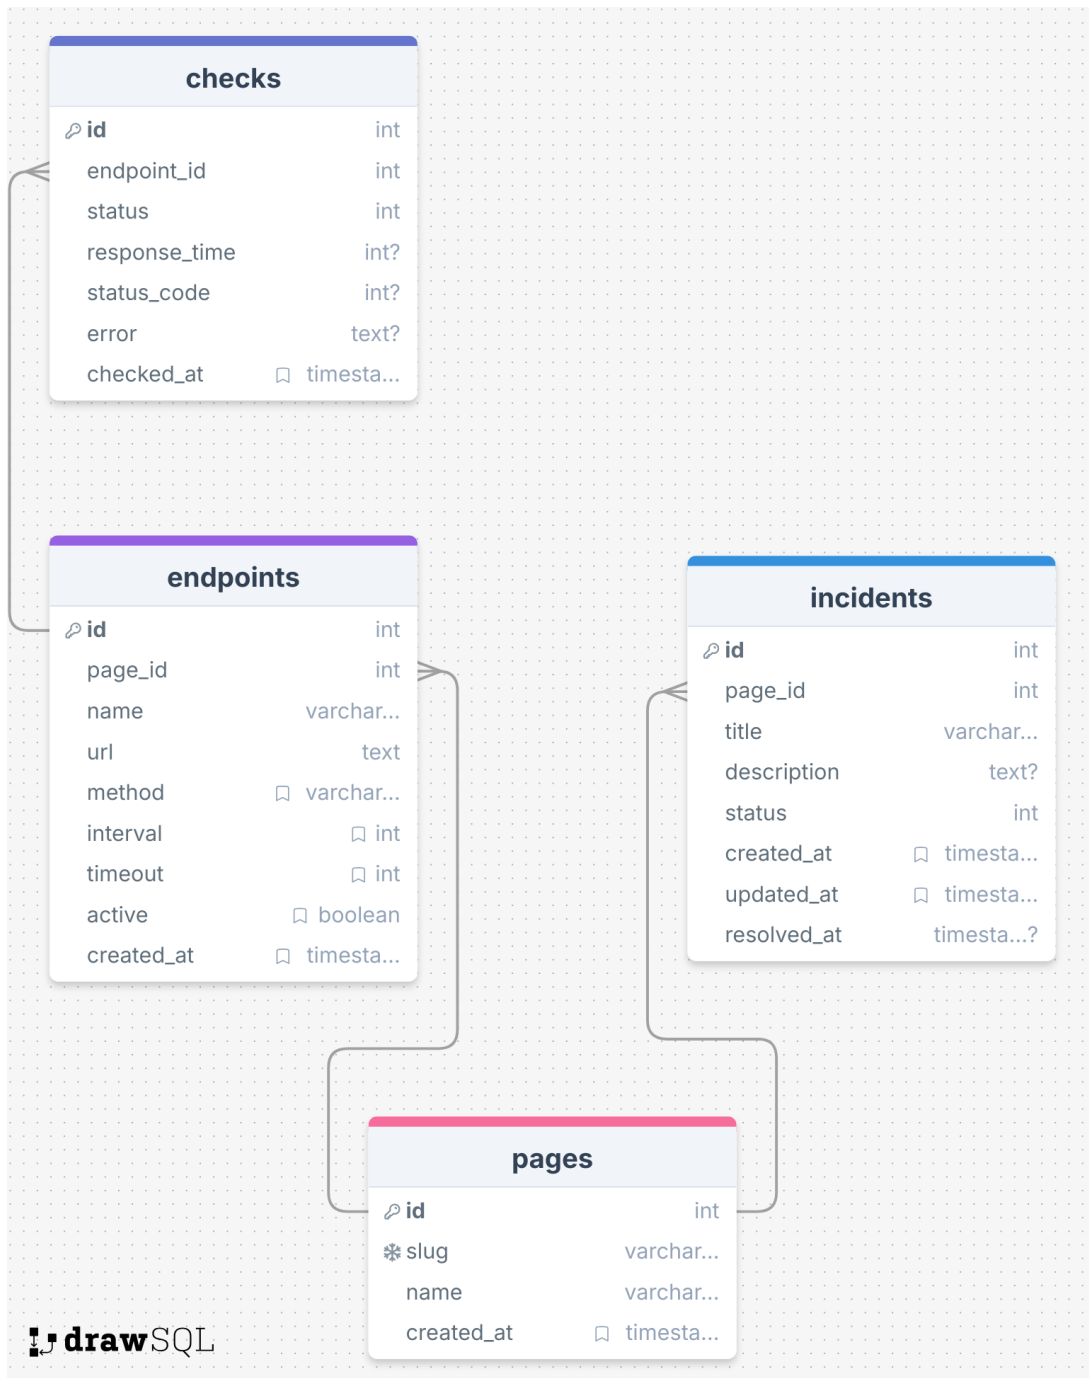 checks
id int
endpoint_id int
status int
response_time int?
status_code int?
error text?
checked_at timesta...
endpoints
id int
page_id int
name varchar...
url text
method varchar...
interval int
timeout int
active boolean
created_at timesta...
incidents
id int
page_id int
title varchar...
description text?
status int
created_at timesta...
updated_at timesta...
resolved_at timesta...?
pages
id int
slug varchar...
name varchar...
created_at timesta...
drawSQL